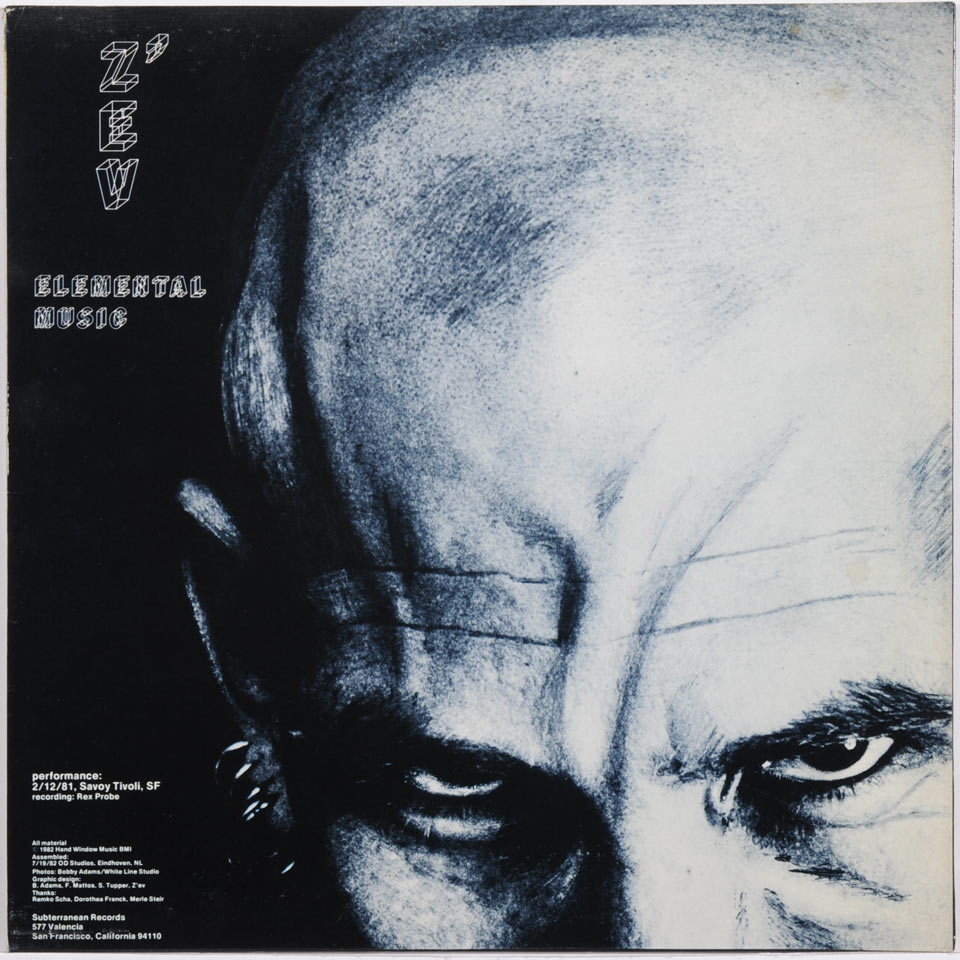 Z'
E
V
ELEMENTAL
MUSIC
performance:
2/12/81, Savoy Tivoli, SF
recording: Rex Probe
All material
© 1982 Hand Window Music BMI
Assembled:
7/19/82 OD Studios, Eindhoven, NL
Photos: Bobby Adams/White Line Studio
Graphic design:
B. Adams, F. Mattos, S. Tupper, Z'ev
Thanks:
Remko Scha, Dorothea Franck, Merle Steir
Subterranean Records
577 Valencia
San Francisco, California 94110